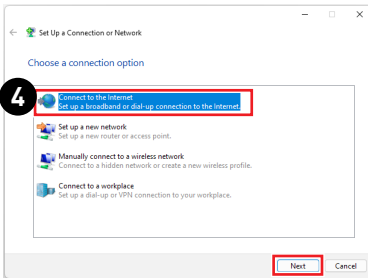 Set Up a Connection or Network
Choose a connection option
4
Connect to the Internet
Set up a broadband or dial-up connection to the Internet.
Set up a new network
Set up a new router or access point.
Manually connect to a wireless network
Connect to a hidden network or create a new wireless profile.
Connect to a workplace
Set up a dial-up or VPN connection to your workplace.
Next
Cancel